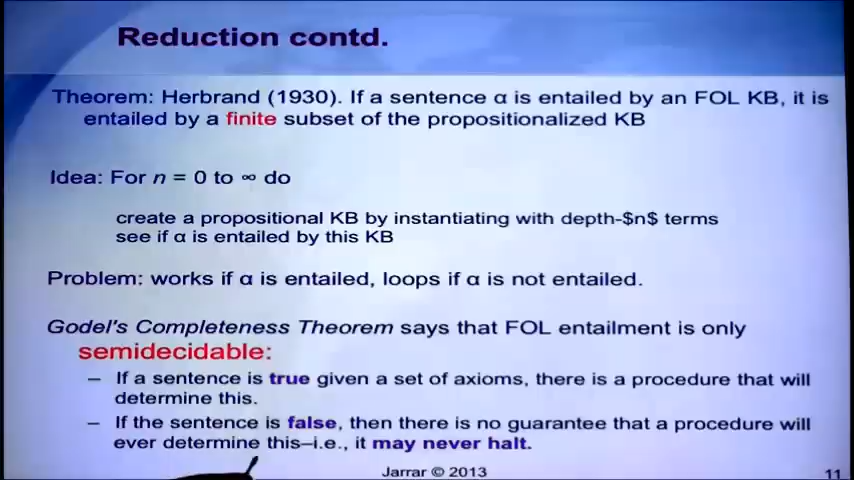 Reduction contd.
Theorem: Herbrand (1930). If a sentence α is entailed by an FOL KB, it is
entailed by a finite subset of the propositionalized KB
Idea: For n = 0 to ∞ do
create a propositional KB by instantiating with depth-$n$ terms
see if α is entailed by this KB
Problem: works if α is entailed, loops if α is not entailed.
Godel's Completeness Theorem says that FOL entailment is only
semidecidable:
– If a sentence is true given a set of axioms, there is a procedure that will
determine this.
– If the sentence is false, then there is no guarantee that a procedure will
ever determine this–i.e., it may never halt.
Jarrar © 2013
11